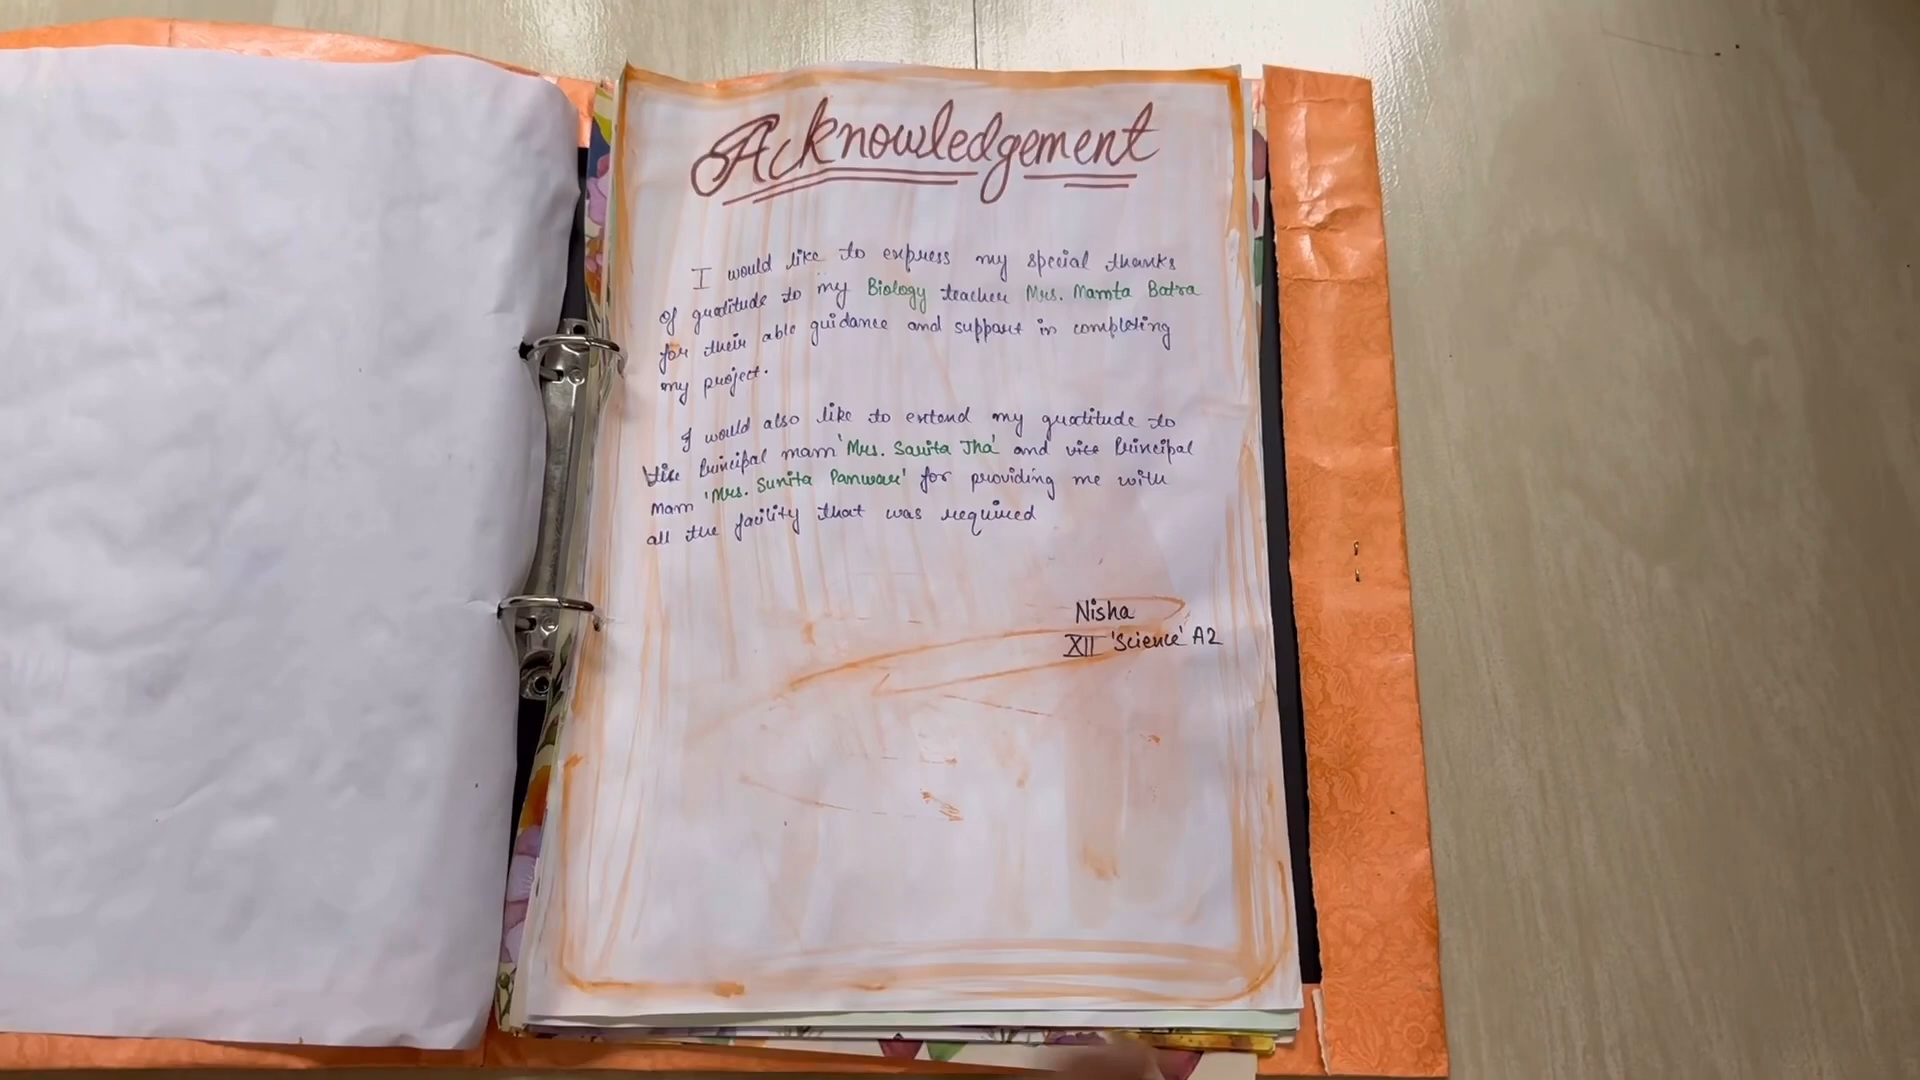 Acknowledgement
I would like to express my special thanks
of gratitude to my Biology teacher Mrs. Mamta Batra
for their able guidance and support in completing
my project.
I would also like to extend my gratitude to
Principal mam 'Mrs. Savita Jha' and vice Principal
Mam 'Mrs. Sunita Panwar' for providing me with
all the facility that was required
Nisha
XII 'Science' A2